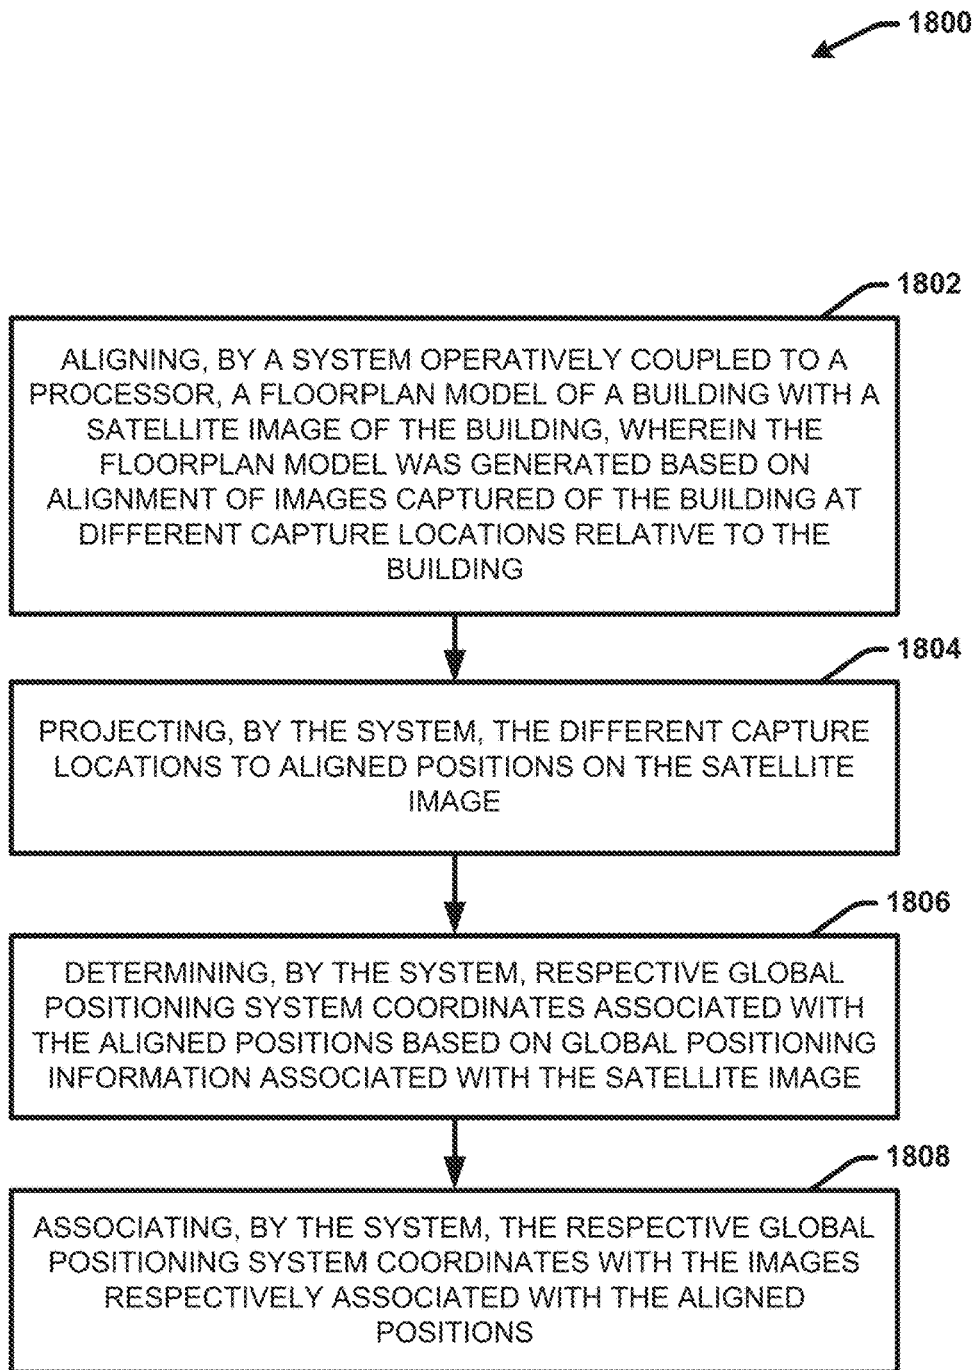 1800
1802
ALIGNING, BY A SYSTEM OPERATIVELY COUPLED TO A
PROCESSOR, A FLOORPLAN MODEL OF A BUILDING WITH A
SATELLITE IMAGE OF THE BUILDING, WHEREIN THE
FLOORPLAN MODEL WAS GENERATED BASED ON
ALIGNMENT OF IMAGES CAPTURED OF THE BUILDING AT
DIFFERENT CAPTURE LOCATIONS RELATIVE TO THE
BUILDING
1804
PROJECTING, BY THE SYSTEM, THE DIFFERENT CAPTURE
LOCATIONS TO ALIGNED POSITIONS ON THE SATELLITE
IMAGE
1806
DETERMINING, BY THE SYSTEM, RESPECTIVE GLOBAL
POSITIONING SYSTEM COORDINATES ASSOCIATED WITH
THE ALIGNED POSITIONS BASED ON GLOBAL POSITIONING
INFORMATION ASSOCIATED WITH THE SATELLITE IMAGE
1808
ASSOCIATING, BY THE SYSTEM, THE RESPECTIVE GLOBAL
POSITIONING SYSTEM COORDINATES WITH THE IMAGES
RESPECTIVELY ASSOCIATED WITH THE ALIGNED
POSITIONS